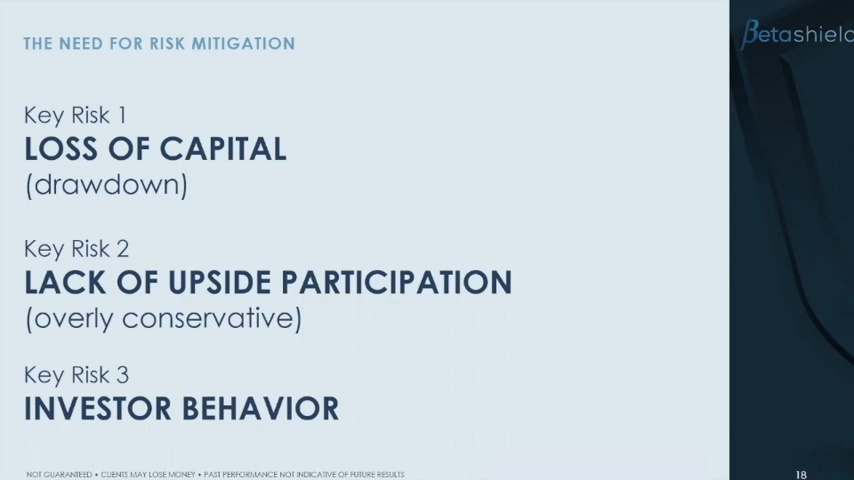 THE NEED FOR RISK MITIGATION
βetashield
Key Risk 1
LOSS OF CAPITAL
(drawdown)
Key Risk 2
LACK OF UPSIDE PARTICIPATION
(overly conservative)
Key Risk 3
INVESTOR BEHAVIOR
NOT GUARANTEED • CLIENTS MAY LOSE MONEY • PAST PERFORMANCE NOT INDICATIVE OF FUTURE RESULTS
18